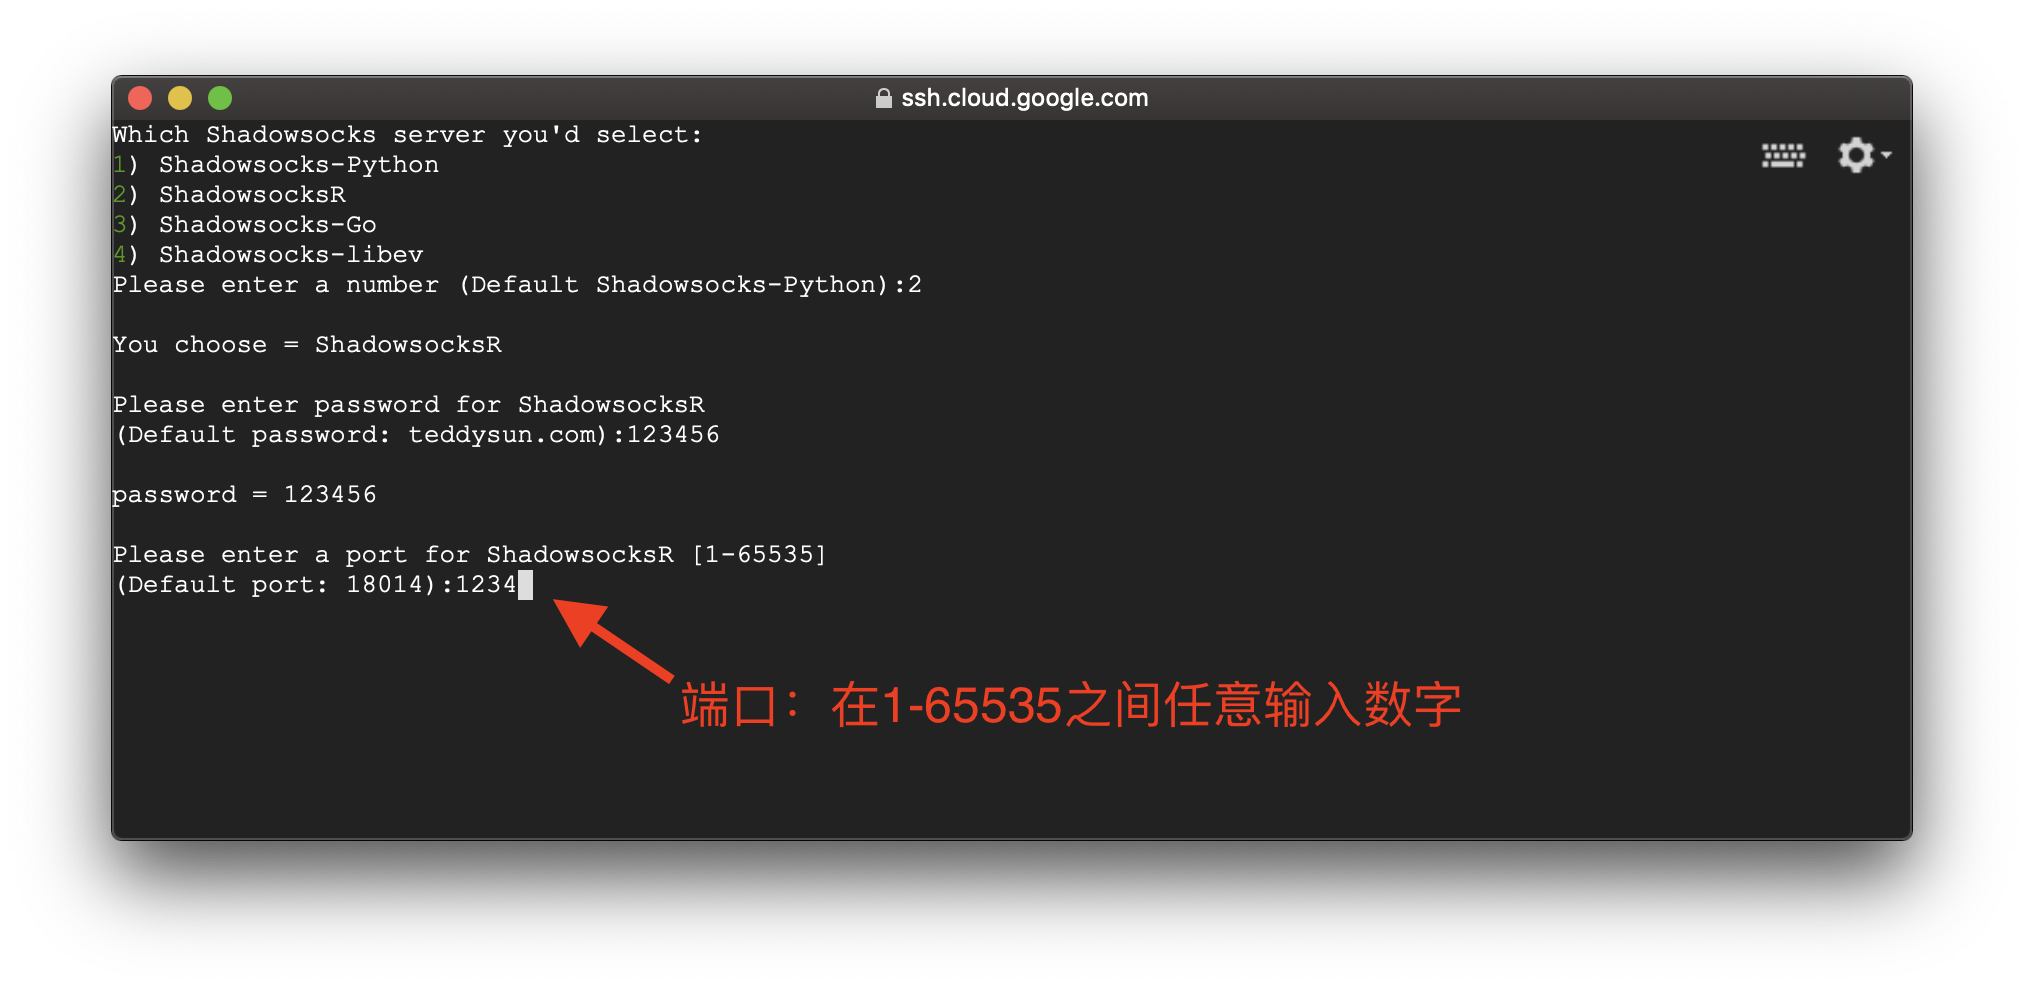 ssh.cloud.google.com
Which Shadowsocks server you'd select:
1) Shadowsocks-Python
2) ShadowsocksR
3) Shadowsocks-Go
4) Shadowsocks-libev
Please enter a number (Default Shadowsocks-Python):2
You choose = ShadowsocksR
Please enter password for ShadowsocksR
(Default password: teddysun.com):123456
password = 123456
Please enter a port for ShadowsocksR [1-65535]
(Default port: 18014):1234
端口：在1-65535之间任意输入数字